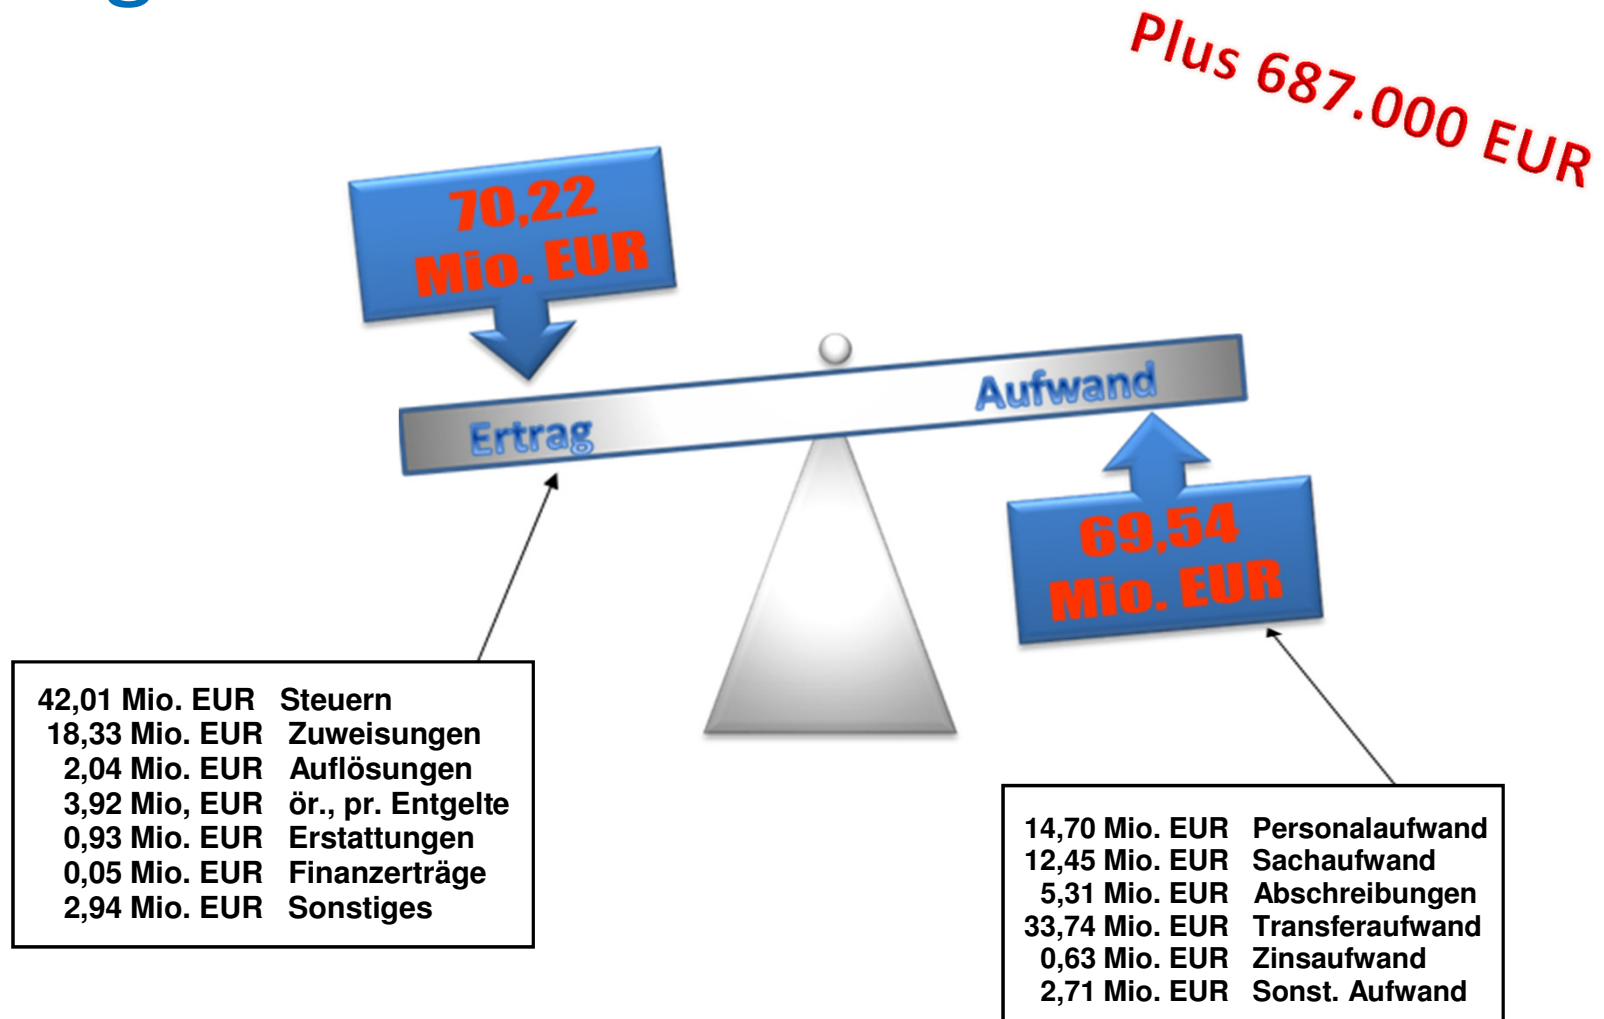 Plus 687.000 EUR
70,22
Mio. EUR
Ertrag
Aufwand
69,54
Mio. EUR
42,01 Mio. EUR Steuern
18,33 Mio. EUR Zuweisungen
2,04 Mio. EUR Auflösungen
3,92 Mio, EUR ör., pr. Entgelte
0,93 Mio. EUR Erstattungen
0,05 Mio. EUR Finanzerträge
2,94 Mio. EUR Sonstiges
14,70 Mio. EUR Personalaufwand
12,45 Mio. EUR Sachaufwand
5,31 Mio. EUR Abschreibungen
33,74 Mio. EUR Transferaufwand
0,63 Mio. EUR Zinsaufwand
2,71 Mio. EUR Sonst. Aufwand